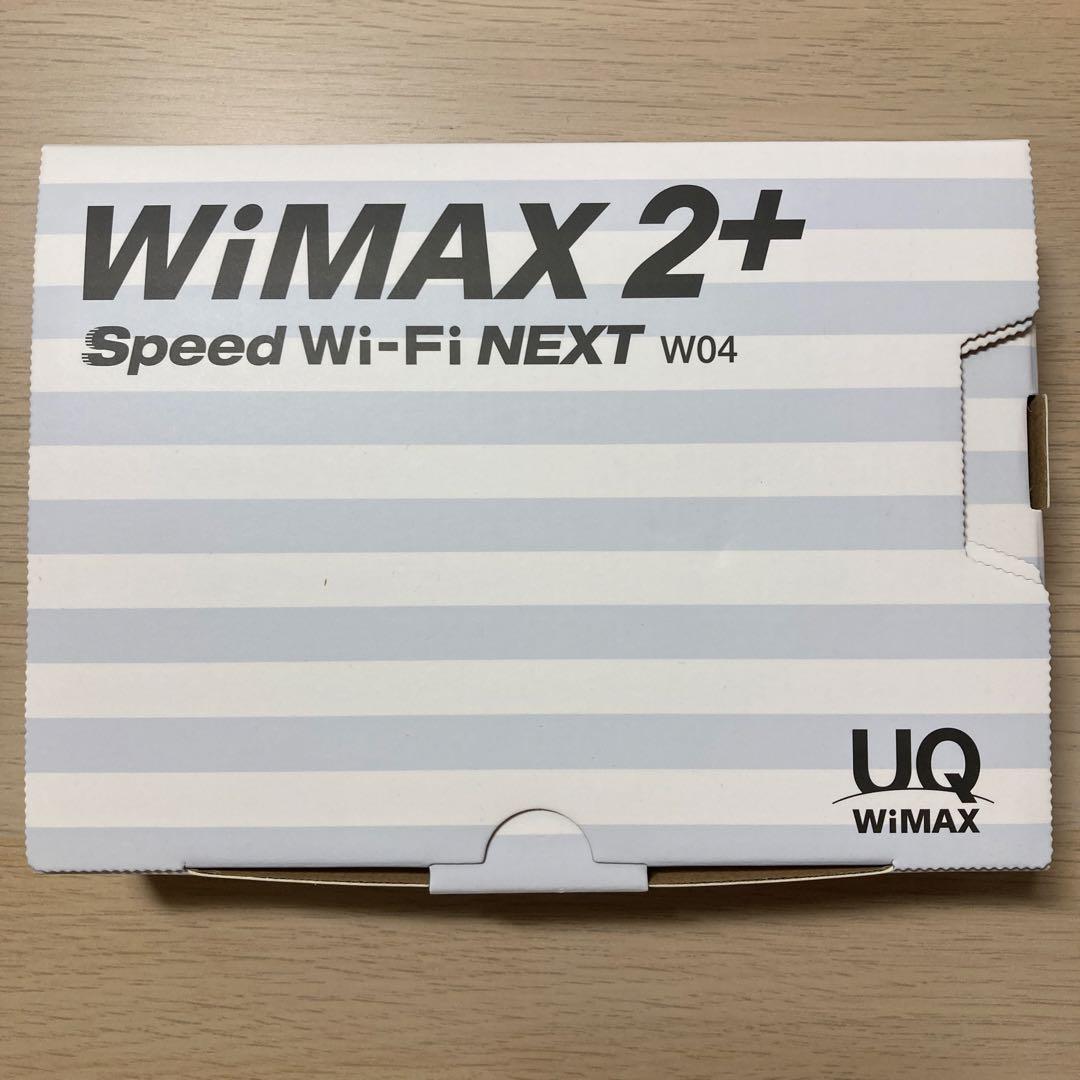 WiMAX 2+
Speed Wi-Fi NEXT W04
UQ
WiMAX